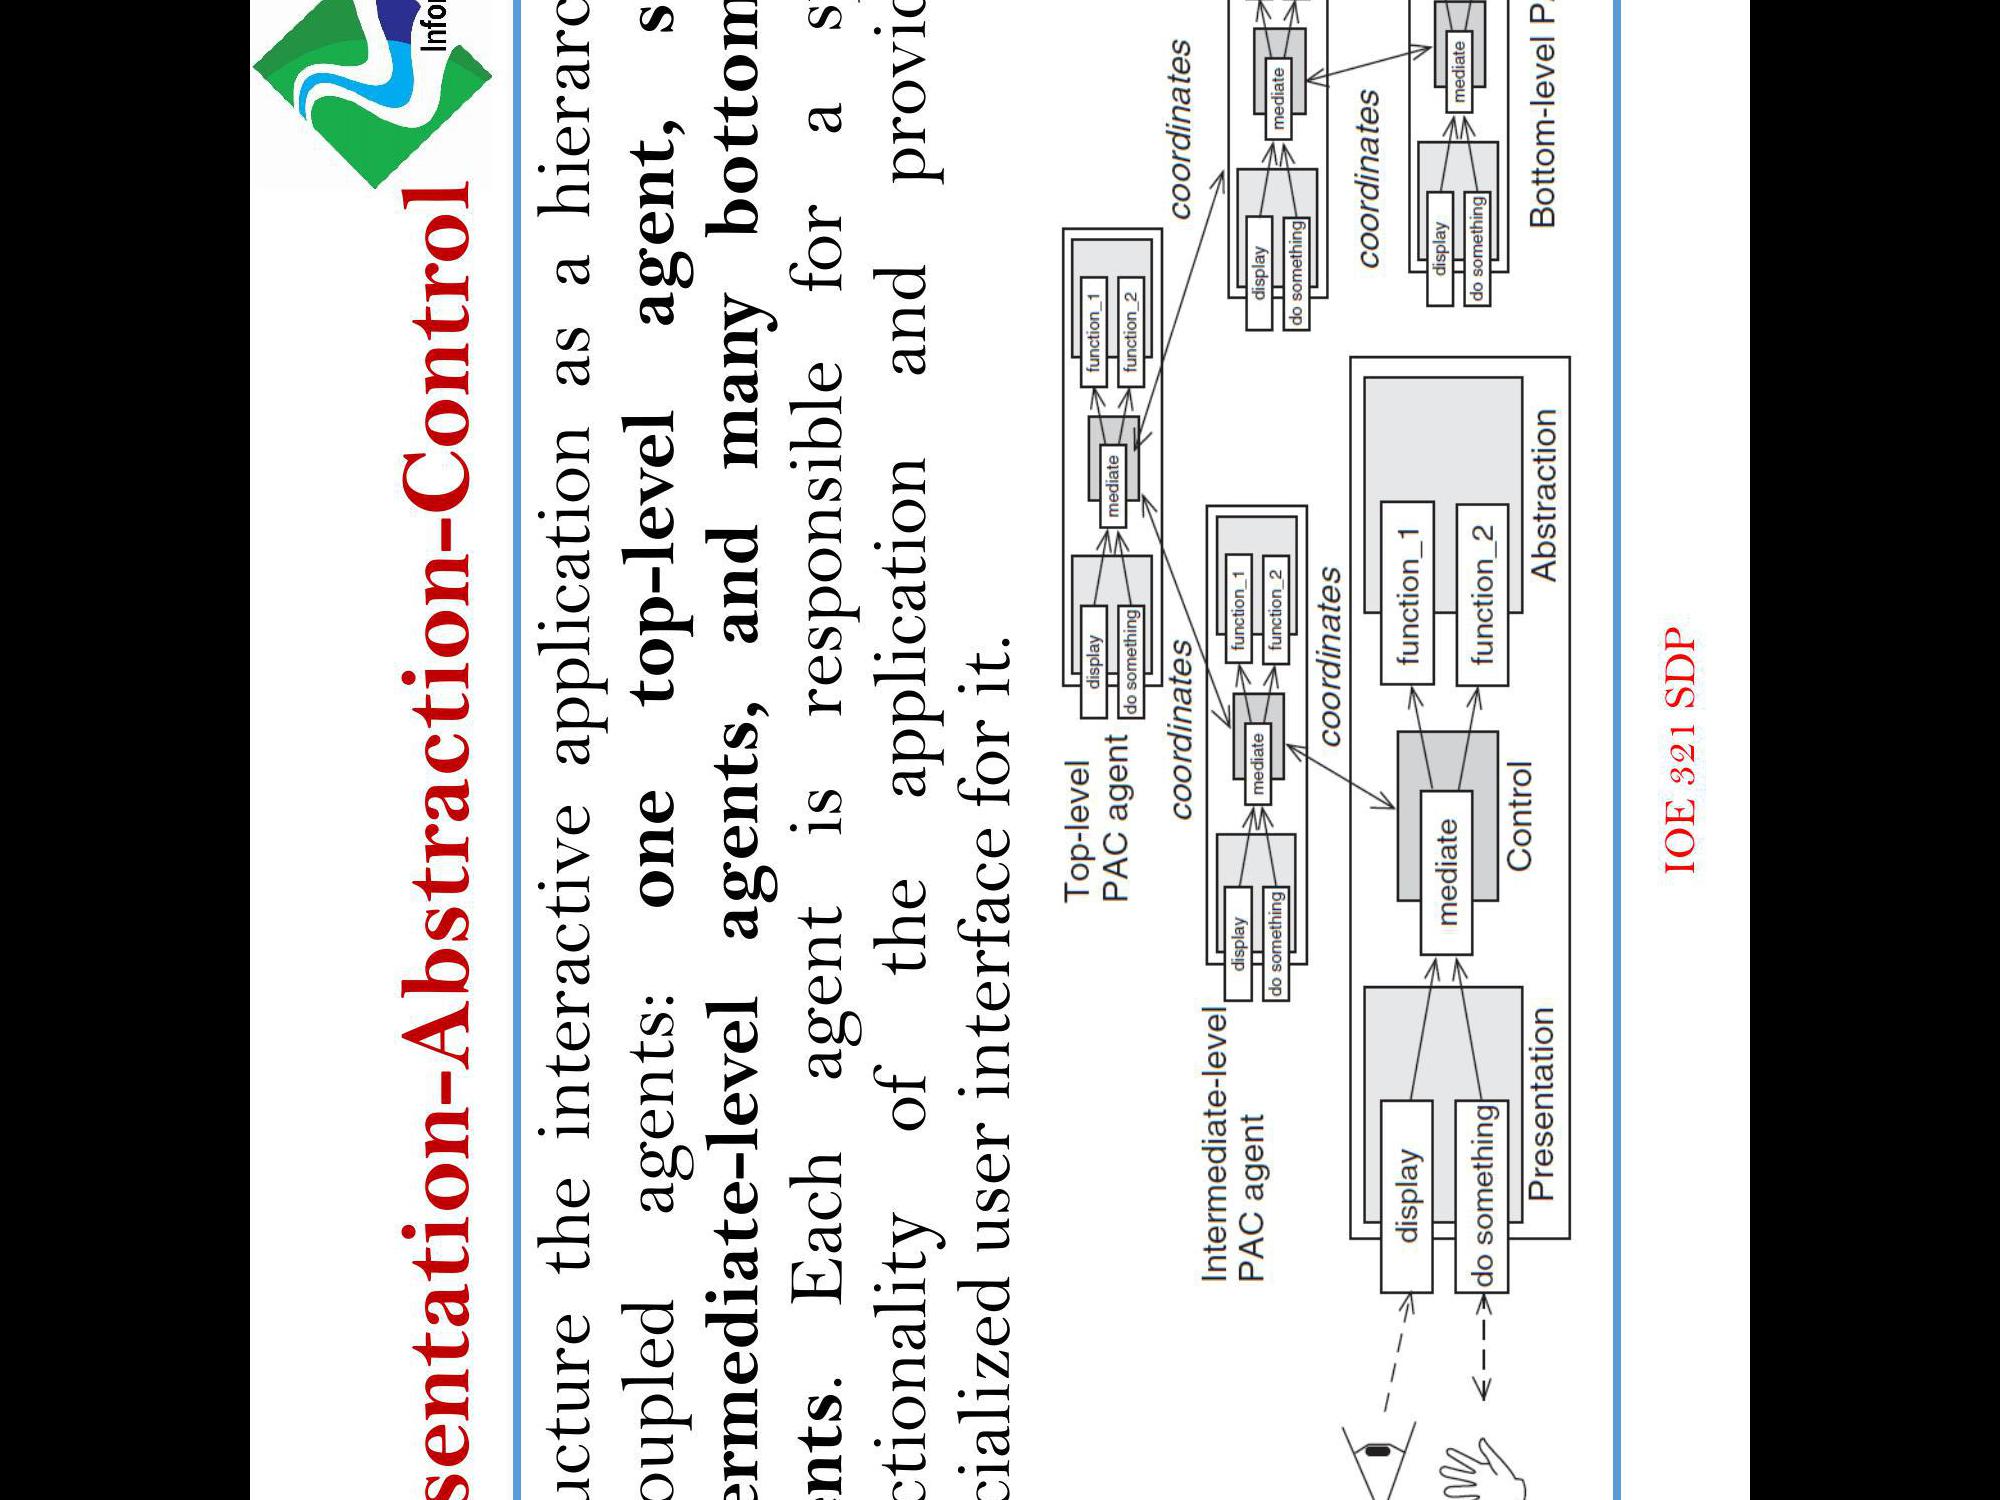 sentation-Abstraction-Control
Infor
ucture the interactive application as a hierarc
oupled agents: one top-level agent, s
ermediate-level agents, and many bottom
ents. Each agent is responsible for a s
ctionality of the application and provid
cialized user interface for it.
Top-level
PAC agent
display
do something
mediate
function_1
function_2
coordinates
coordinates
Intermediate-level
PAC agent
display
do something
mediate
function_1
function_2
display
do something
mediate
coordinates
coordinates
display
do something
mediate
function_1
function_2
Presentation
Control
Abstraction
display
do something
mediate
Bottom-level PA
IOE 321 SDP